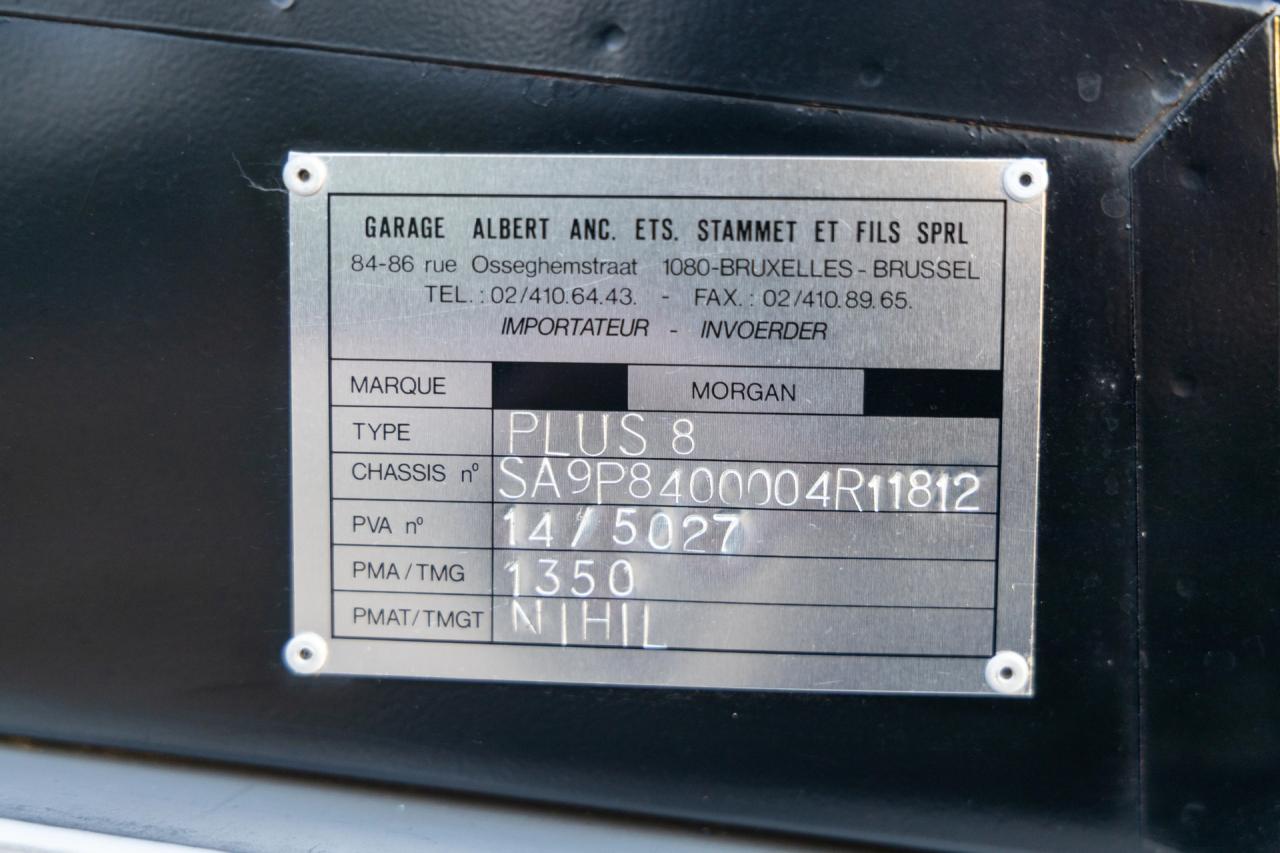 GARAGE ALBERT ANC. ETS. STAMMET ET FILS SPRL
84-86 rue Osseghemstraat 1080-BRUXELLES - BRUSSEL
TEL. : 02/410.64.43. - FAX. : 02/410.89.65.
IMPORTATEUR - INVOERDER
MARQUE MORGAN
TYPE PLUS 8
CHASSIS nº SA9P8400004R11812
PVA nº 14/5027
PMA/TMG 1350
PMAT/TMGT NIHIL